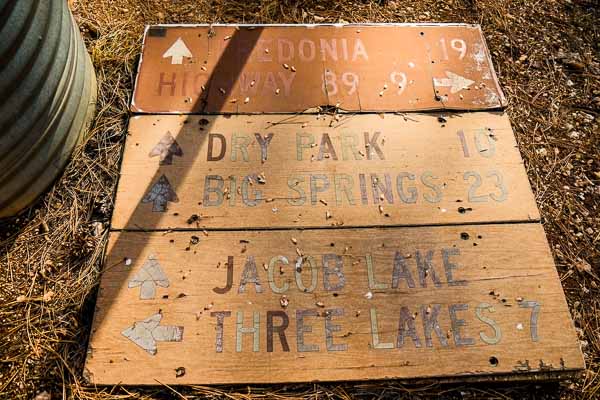 FREDONIA 19
HIGHWAY 89 9
DRY PARK 10
BIG SPRINGS 23
JACOB LAKE
THREE LAKES 7